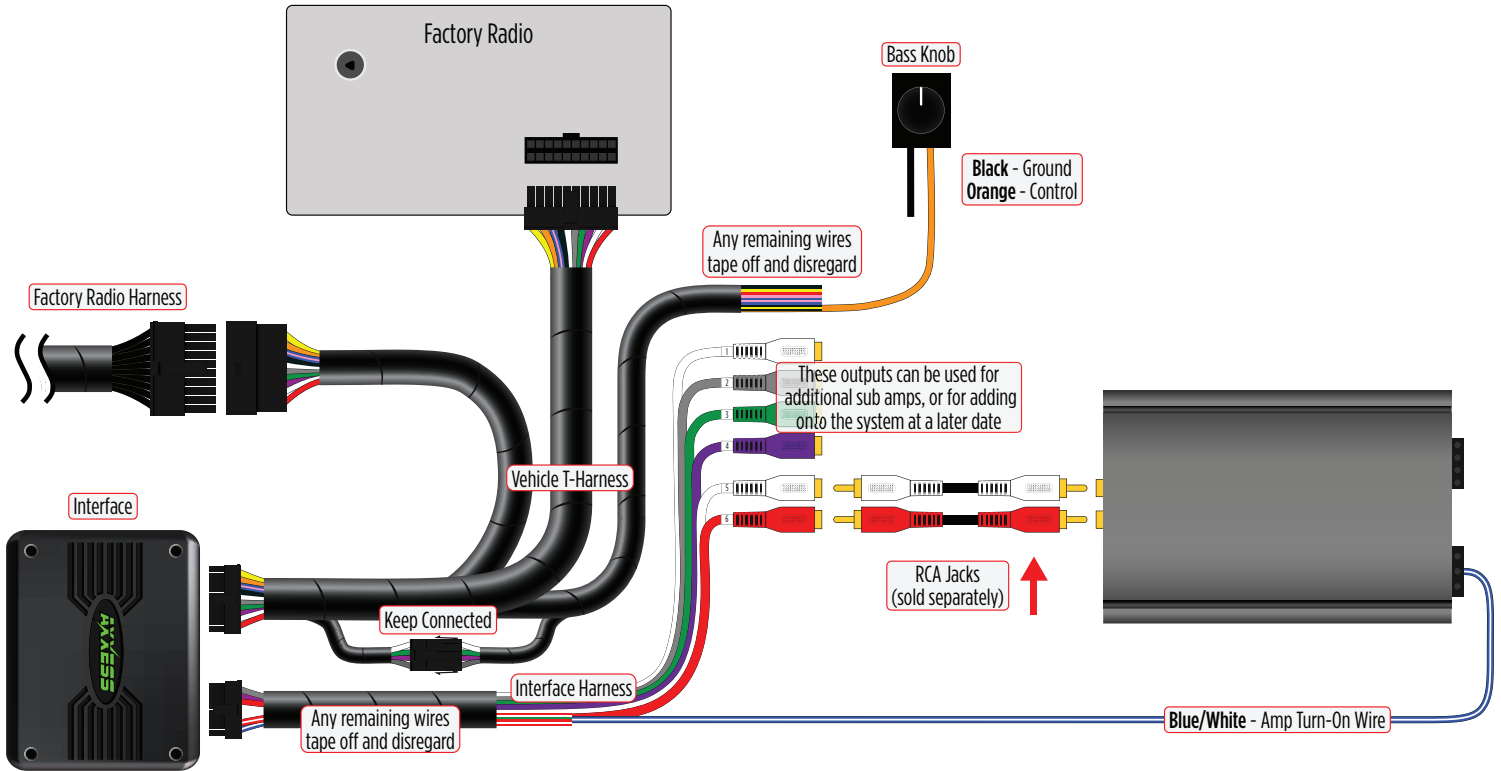 Factory Radio
Bass Knob
Black - Ground
Orange - Control
Any remaining wires
tape off and disregard
Factory Radio Harness
1
2
3
4
5
6
These outputs can be used for
additional sub amps, or for adding
onto the system at a later date
Vehicle T-Harness
Interface
AXXESS
RCA Jacks
(sold separately)
Keep Connected
Interface Harness
Any remaining wires
tape off and disregard
Blue/White - Amp Turn-On Wire